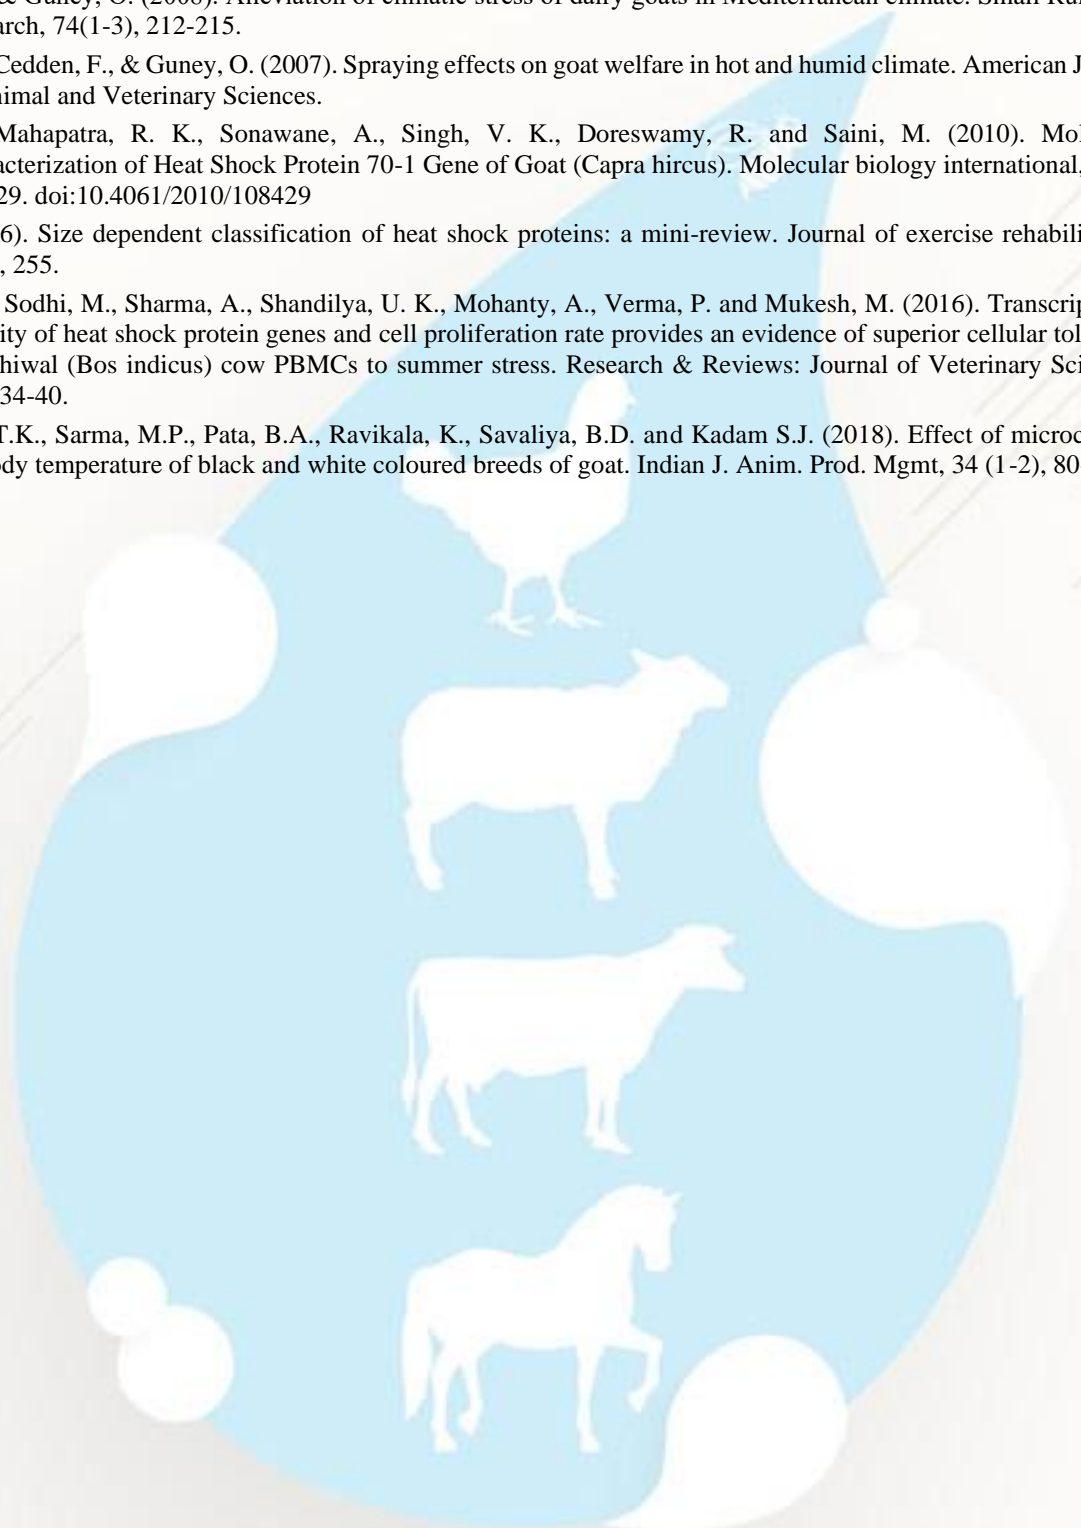 & Guney, O. (2008). Alleviation of climatic stress of dairy goats in Mediterranean climate. Small
arch, 74(1-3), 212-215.
Cedden, F., & Guney, O. (2007). Spraying effects on goat welfare in hot and humid climate. American J
nimal and Veterinary Sciences.
Mahapatra, R. K., Sonawane, A., Singh, V. K., Doreswamy, R. and Saini, M. (2010). Mol
acterization of Heat Shock Protein 70-1 Gene of Goat (Capra hircus). Molecular biology international,
29. doi:10.4061/2010/108429
6). Size dependent classification of heat shock proteins: a mini-review. Journal of exercise rehabili
, 255.
Sodhi, M., Sharma, A., Shandilya, U. K., Mohanty, A., Verma, P. and Mukesh, M. (2016). Transcrip
ity of heat shock protein genes and cell proliferation rate provides an evidence of superior cellular tol
hiwal (Bos indicus) cow PBMCs to summer stress. Research & Reviews: Journal of Veterinary Sci
34-40.
T.K., Sarma, M.P., Pata, B.A., Ravikala, K., Savaliya, B.D. and Kadam S.J. (2018). Effect of microc
ody temperature of black and white coloured breeds of goat. Indian J. Anim. Prod. Mgmt, 34 (1-2), 80